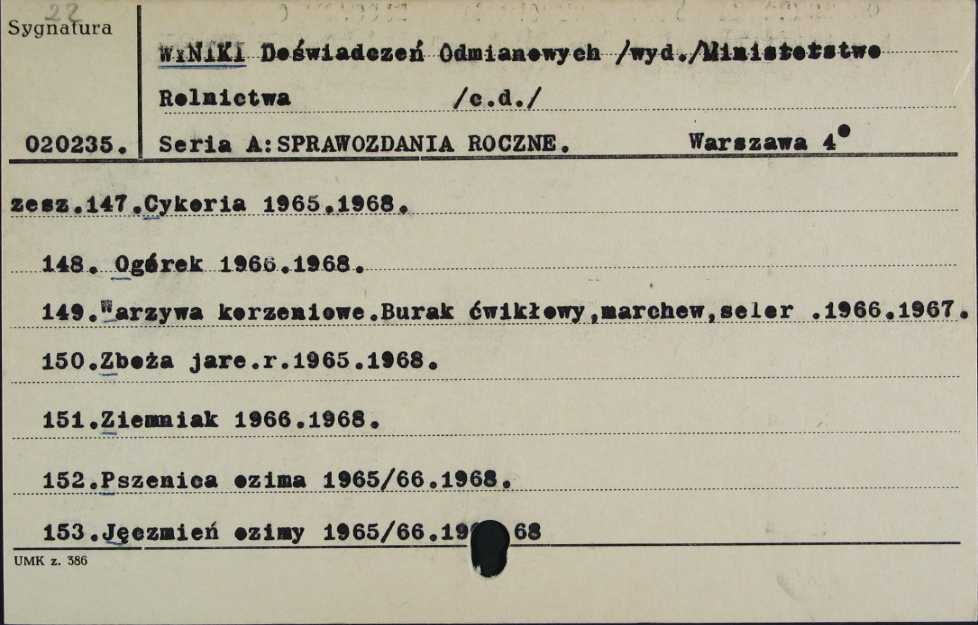 22
Sygnatura
WYNIKI Doświadczeń Odmianowych /wyd./Ministerstwo
Rolnictwa /c.d./
020235. Seria A:SPRAWOZDANIA ROCZNE. Warszawa 4°
zesz.147.Cykoria 1965.1968.
148. Ogórek 1966.1968.
149.Warzywa korzeniowe.Burak ćwikłowy,marchew,seler .1966.1967.
150.Zboża jare.r.1965.1968.
151.Ziemniak 1966.1968.
152.Pszenica ozima 1965/66.1968.
153.Jęczmień ozimy 1965/66.19 68
UMK z. 386